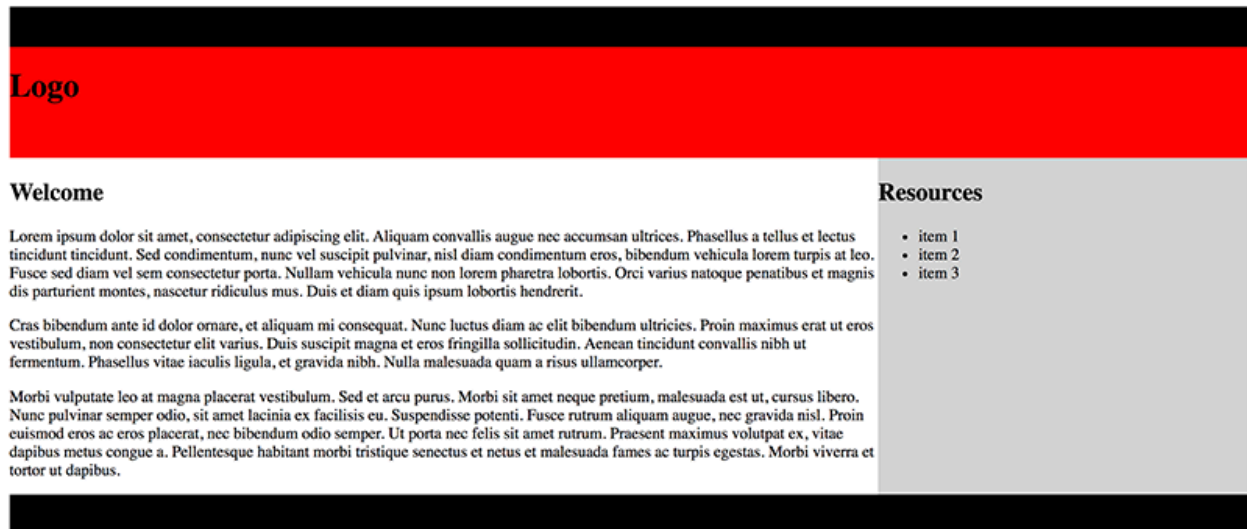 Logo
Welcome
Lorem ipsum dolor sit amet, consectetur adipiscing elit. Aliquam convallis augue nec accumsan ultrices. Phasellus a tellus et lectus
tincidunt tincidunt. Sed condimentum, nunc vel suscipit pulvinar, nisl diam condimentum eros, bibendum vehicula lorem turpis at leo.
Fusce sed diam vel sem consectetur porta. Nullam vehicula nunc non lorem pharetra lobortis. Orci varius natoque penatibus et magnis
dis parturient montes, nascetur ridiculus mus. Duis et diam quis ipsum lobortis hendrerit.
Cras bibendum ante id dolor ornare, et aliquam mi consequat. Nunc luctus diam ac elit bibendum ultricies. Proin maximus erat ut eros
vestibulum, non consectetur elit varius. Duis suscipit magna et eros fringilla sollicitudin. Aenean tincidunt convallis nibh ut
fermentum. Phasellus vitae iaculis ligula, et gravida nibh. Nulla malesuada quam a risus ullamcorper.
Morbi vulputate leo at magna placerat vestibulum. Sed et arcu purus. Morbi sit amet neque pretium, malesuada est ut, cursus libero.
Nunc pulvinar semper odio, sit amet lacinia ex facilisis eu. Suspendisse potenti. Fusce rutrum aliquam augue, nec gravida nisl. Proin
euismod eros ac eros placerat, nec bibendum odio semper. Ut porta nec felis sit amet rutrum. Praesent maximus volutpat ex, vitae
dapibus metus congue a. Pellentesque habitant morbi tristique senectus et netus et malesuada fames ac turpis egestas. Morbi viverra et
tortor ut dapibus.
Resources
• item 1
• item 2
• item 3